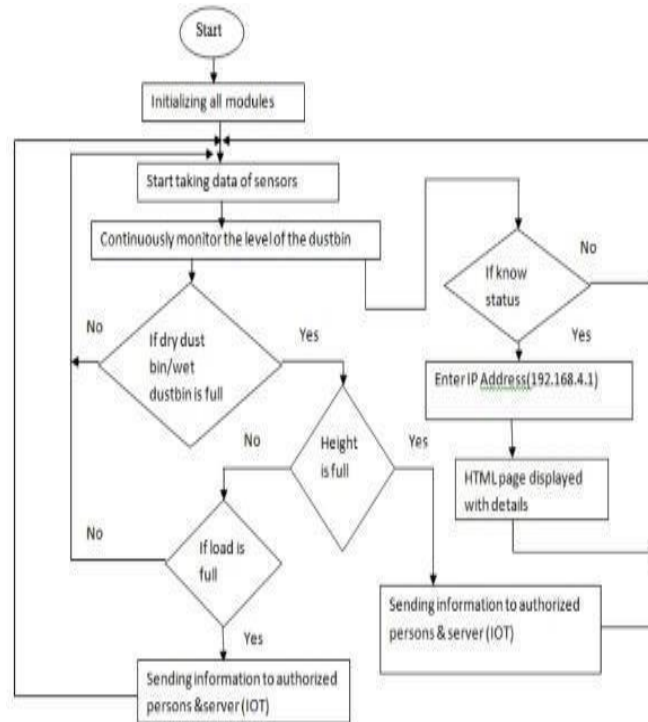 Start
Initializing all modules
Start taking data of sensors
Continuously monitor the level of the dustbin
If know
status
No
Yes
No
If dry dust
bin/wet
dustbin is full
Yes
Enter IP Address(192.168.4.1)
No
Height
is full
Yes
HTML page displayed
with details
No
If load is
full
Yes
Sending information to authorized
persons & server (IOT)
Sending information to authorized
persons &server (IOT)